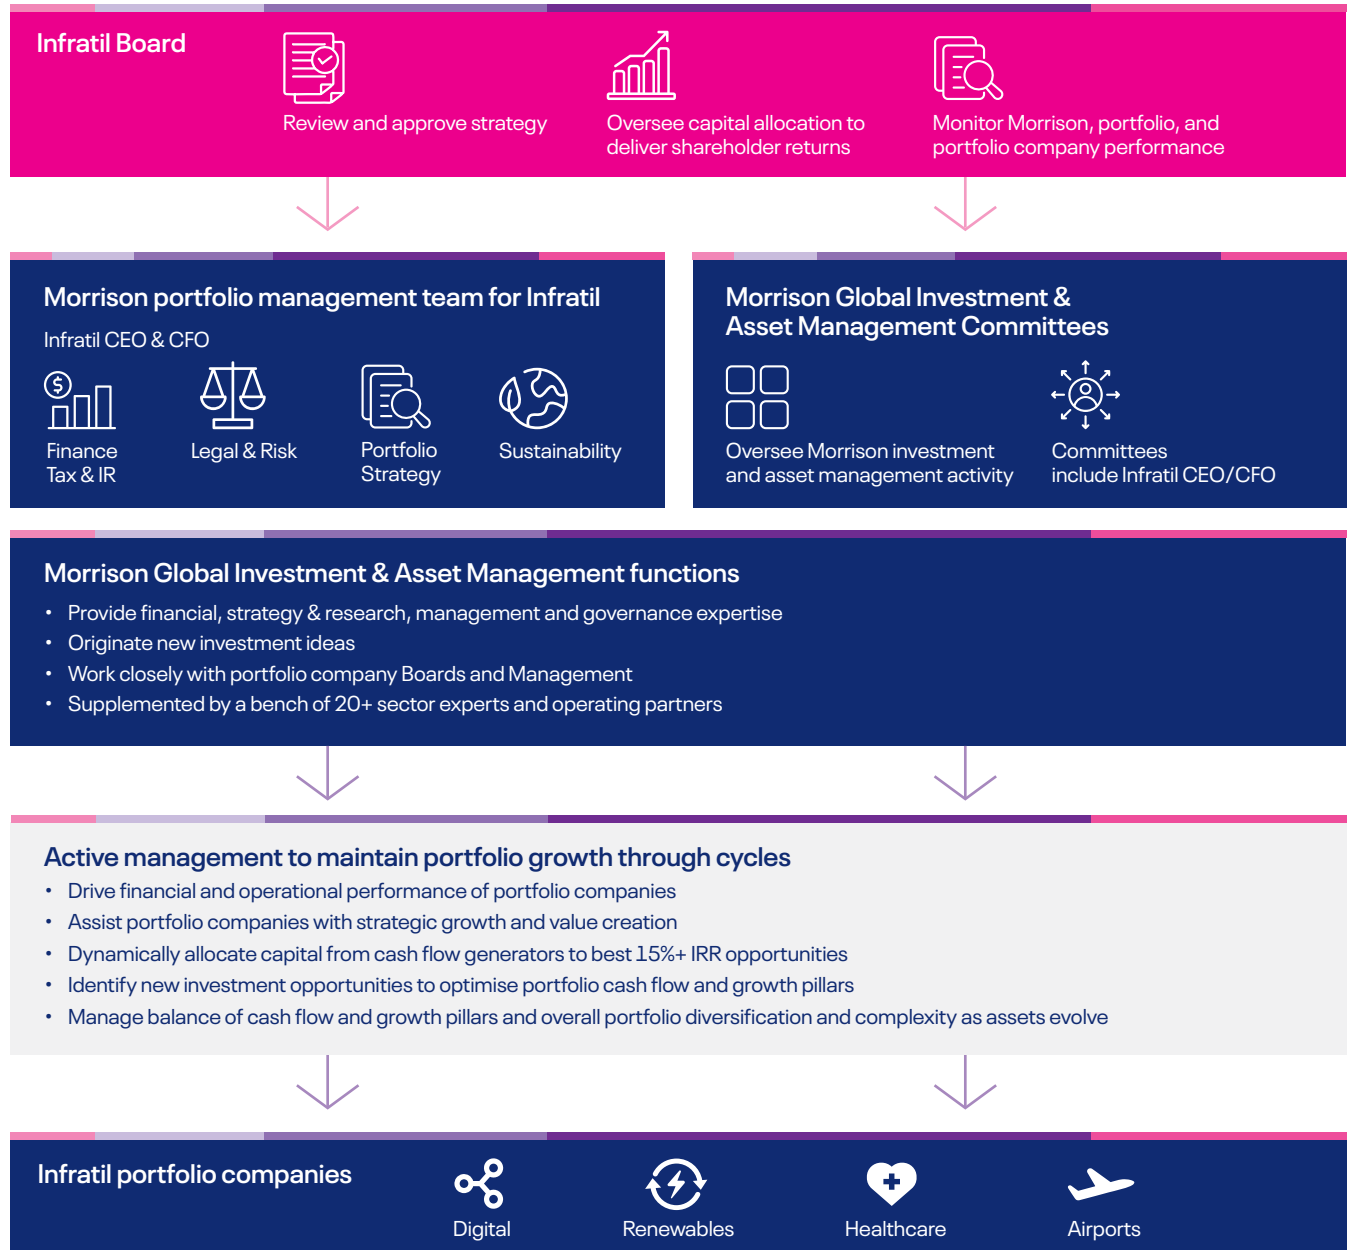 Infratil Board
Review and approve strategy
Oversee capital allocation to
deliver shareholder returns
Monitor Morrison, portfolio, and
portfolio company performance
Morrison portfolio management team for Infratil
Infratil CEO & CFO
$
Finance
Tax & IR
Legal & Risk
Portfolio
Strategy
Sustainability
Morrison Global Investment &
Asset Management Committees
Oversee Morrison investment
and asset management activity
Committees
include Infratil CEO/CFO
Morrison Global Investment & Asset Management functions
• Provide financial, strategy & research, management and governance expertise
• Originate new investment ideas
• Work closely with portfolio company Boards and Management
• Supplemented by a bench of 20+ sector experts and operating partners
Active management to maintain portfolio growth through cycles
• Drive financial and operational performance of portfolio companies
• Assist portfolio companies with strategic growth and value creation
• Dynamically allocate capital from cash flow generators to best 15%+ IRR opportunities
• Identify new investment opportunities to optimise portfolio cash flow and growth pillars
• Manage balance of cash flow and growth pillars and overall portfolio diversification and complexity as assets evolve
Infratil portfolio companies
Digital
Renewables
Healthcare
Airports